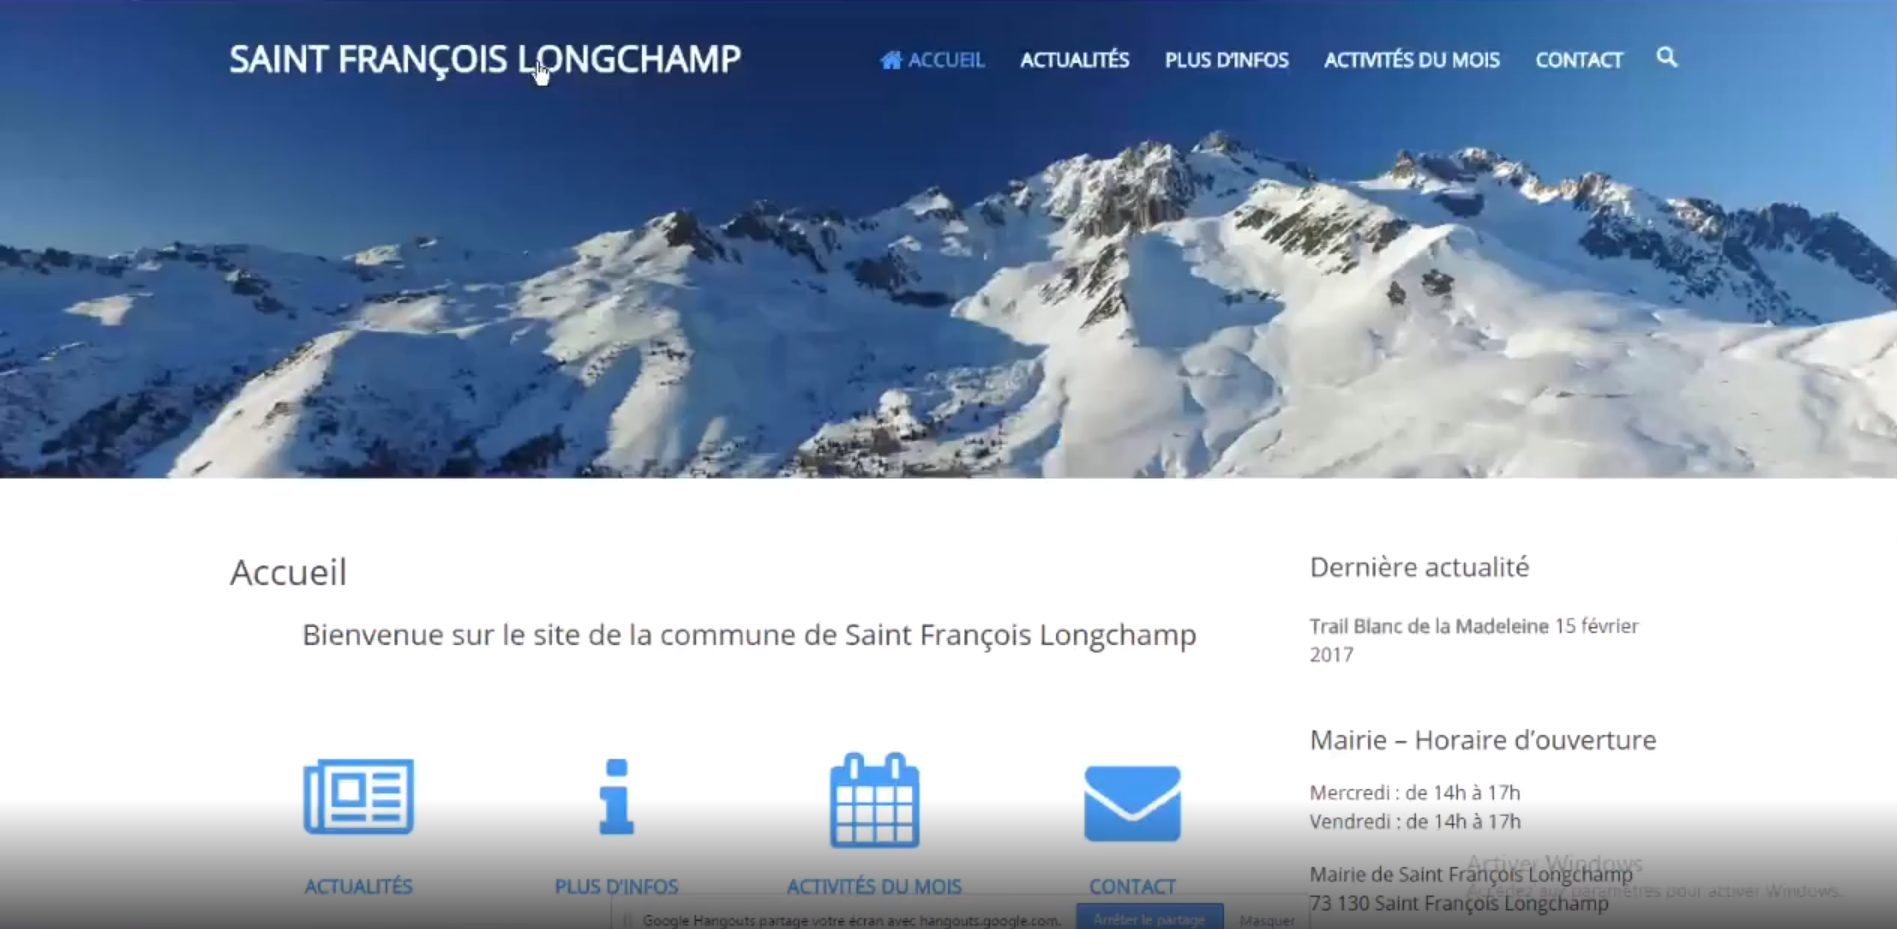 SAINT FRANÇOIS LONGCHAMP
ACCUEIL
ACTUALITÉS
PLUS D'INFOS
ACTIVITÉS DU MOIS
CONTACT
Accueil
Bienvenue sur le site de la commune de Saint François Longchamp
ACTUALITÉS
PLUS D'INFOS
ACTIVITÉS DU MOIS
CONTACT
Dernière actualité
Trail Blanc de la Madeleine 15 février
2017
Mairie – Horaire d'ouverture
Mercredi : de 14h à 17h
Vendredi : de 14h à 17h
Mairie de Saint François Longchamp
73 130 Saint François Longchamp
Activer Windows
Accédez aux paramètres pour activer Windows.
Google Hangouts partage votre écran avec hangouts.google.com.
Arrêter le partage
Masquer